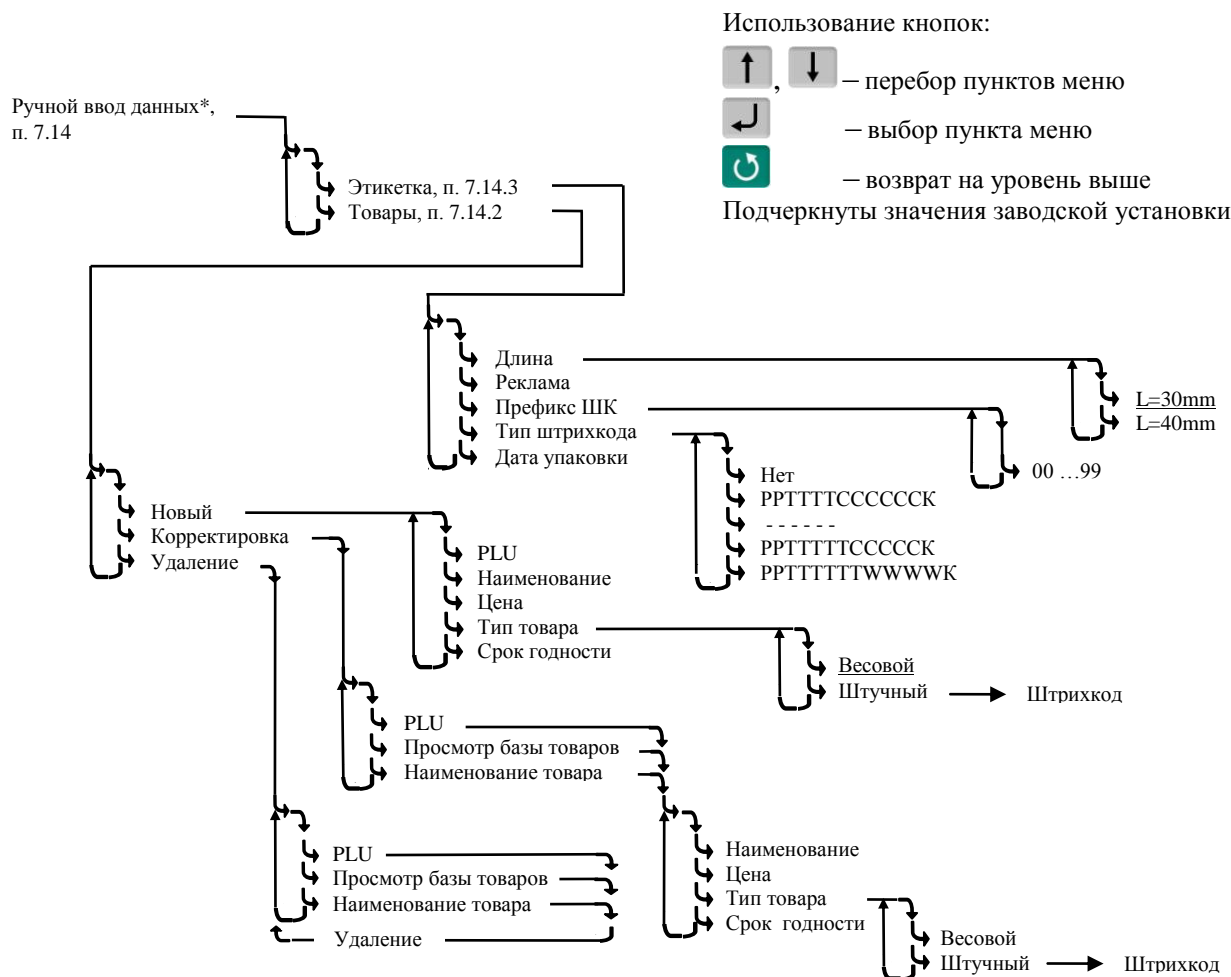 Использование кнопок:
, – перебор пунктов меню
– выбор пункта меню
– возврат на уровень выше
Подчеркнуты значения заводской установки
Ручной ввод данных*,
п. 7.14
Этикетка, п. 7.14.3
Товары, п. 7.14.2
Длина
Реклама
Префикс ШК
Тип штрихкода
Дата упаковки
L=30mm
L=40mm
00 …99
Нет
РРТТТТССССССК
- - - - - -
РРТТТТТСССССК
РРТТТТТТWWWWК
Новый
Корректировка
Удаление
PLU
Наименование
Цена
Тип товара
Срок годности
Весовой
Штучный
Штрихкод
PLU
Просмотр базы товаров
Наименование товара
PLU
Просмотр базы товаров
Наименование товара
Удаление
Наименование
Цена
Тип товара
Срок годности
Весовой
Штучный
Штрихкод